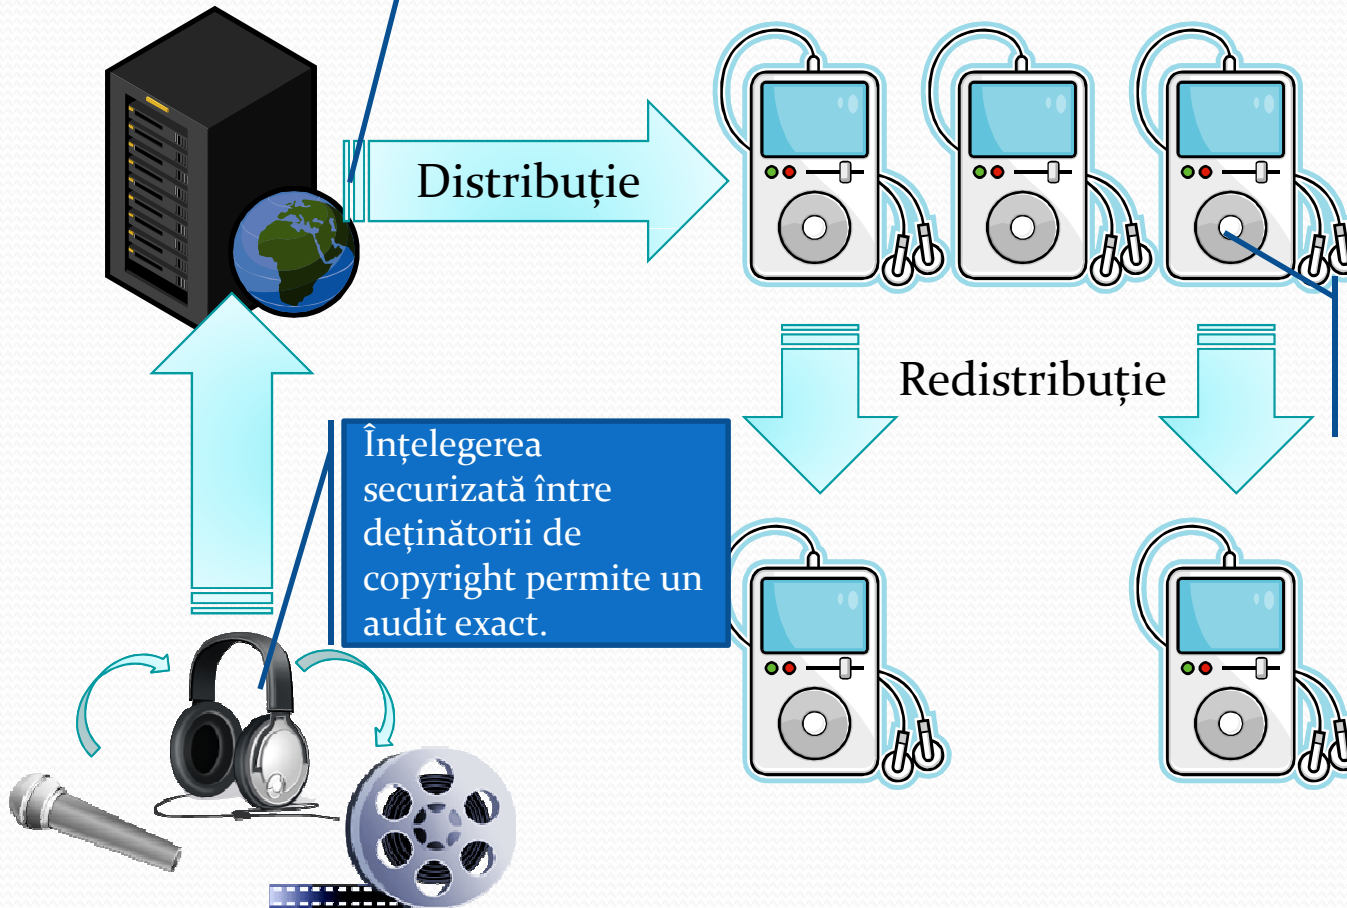 Distribuție
Redistribuție
Înțelegerea
securizată între
deținătorii de
copyright permite un
audit exact.